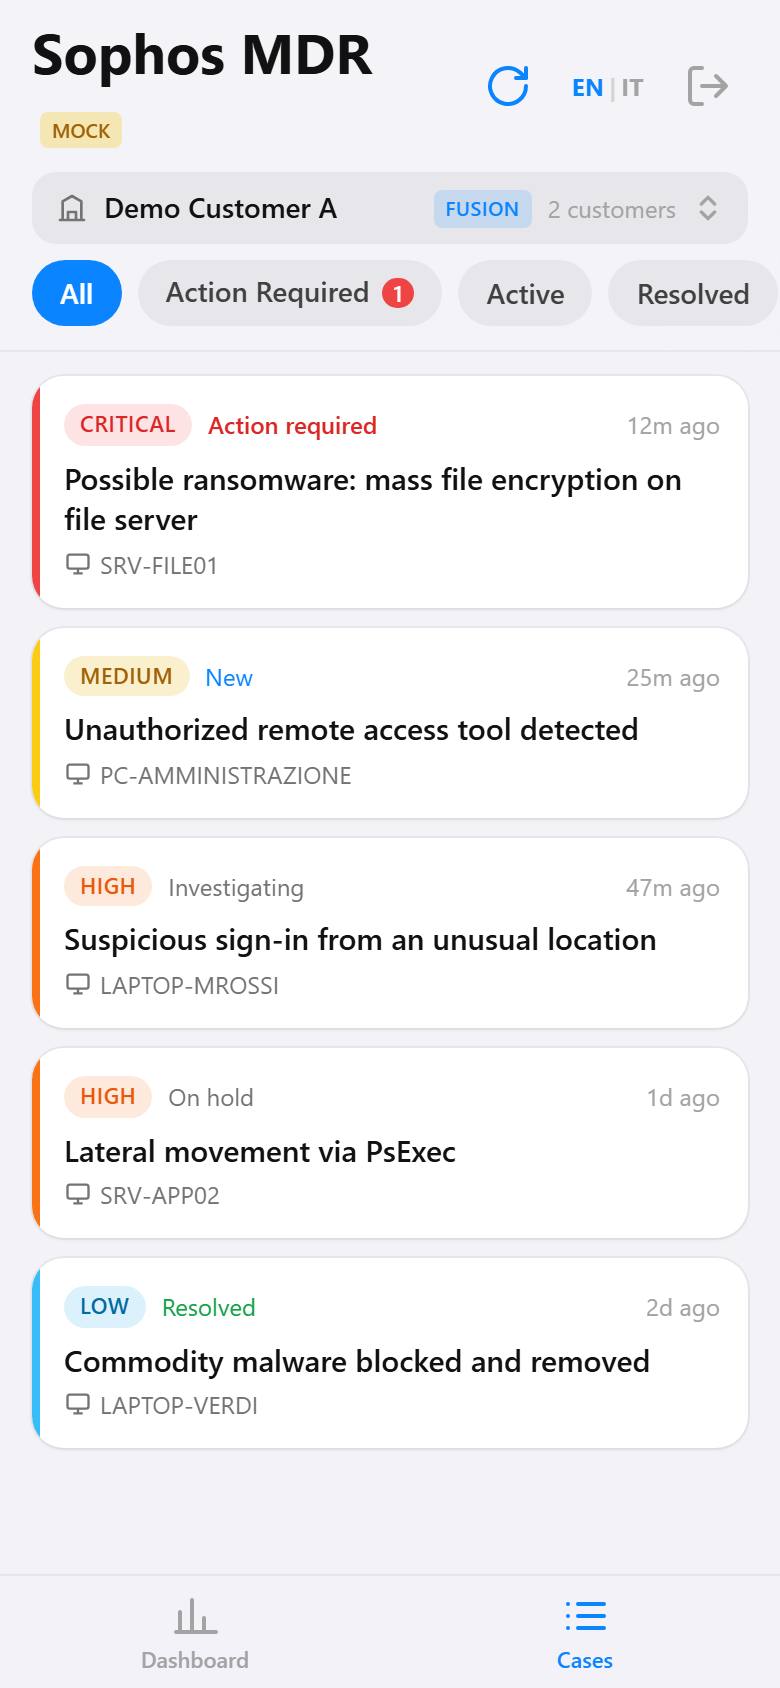 Sophos MDR
EN | IT
MOCK
Demo Customer A FUSION 2 customers
All Action Required 1 Active Resolved
CRITICAL Action required 12m ago
Possible ransomware: mass file encryption on
file server
SRV-FILE01
MEDIUM New 25m ago
Unauthorized remote access tool detected
PC-AMMINISTRAZIONE
HIGH Investigating 47m ago
Suspicious sign-in from an unusual location
LAPTOP-MROSSI
HIGH On hold 1d ago
Lateral movement via PsExec
SRV-APP02
LOW Resolved 2d ago
Commodity malware blocked and removed
LAPTOP-VERDI
Dashboard Cases